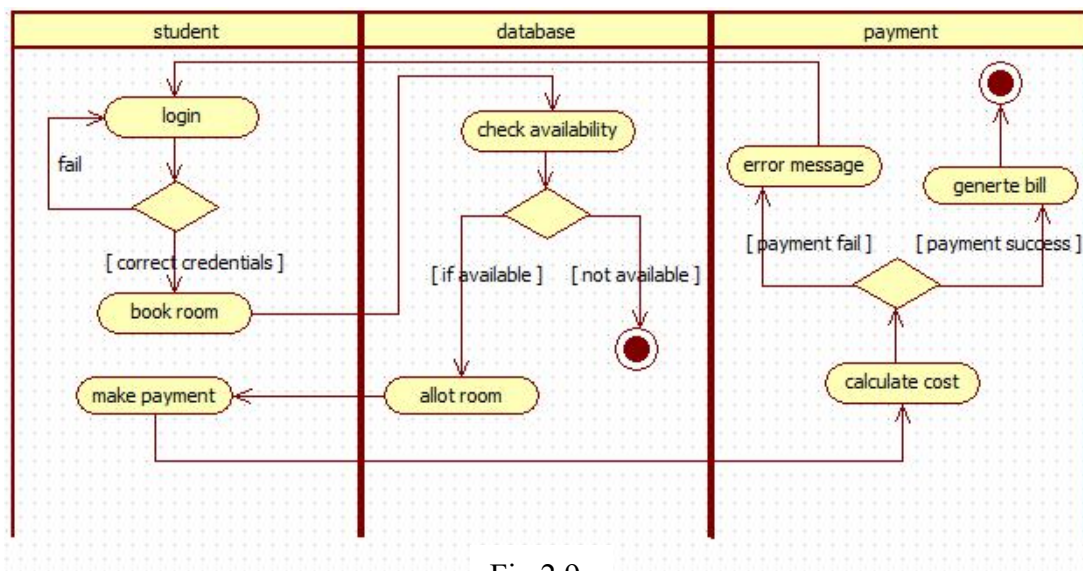 student
database
payment
login
fail
[ correct credentials ]
book room
make payment
check availability
[ if available ]
[ not available ]
allot room
error message
generte bill
[ payment fail ]
[ payment success ]
calculate cost
Fig 2.9